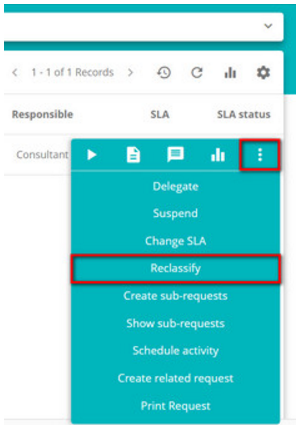 1 - 1 of 1 Records
Responsible SLA SLA status
Consultant
Delegate
Suspend
Change SLA
Reclassify
Create sub-requests
Show sub-requests
Schedule activity
Create related request
Print Request